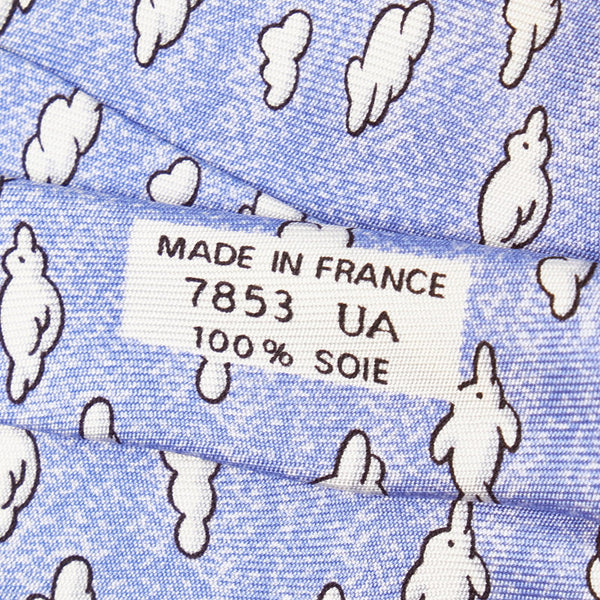 MADE IN FRANCE
7853 UA
100% SOIE